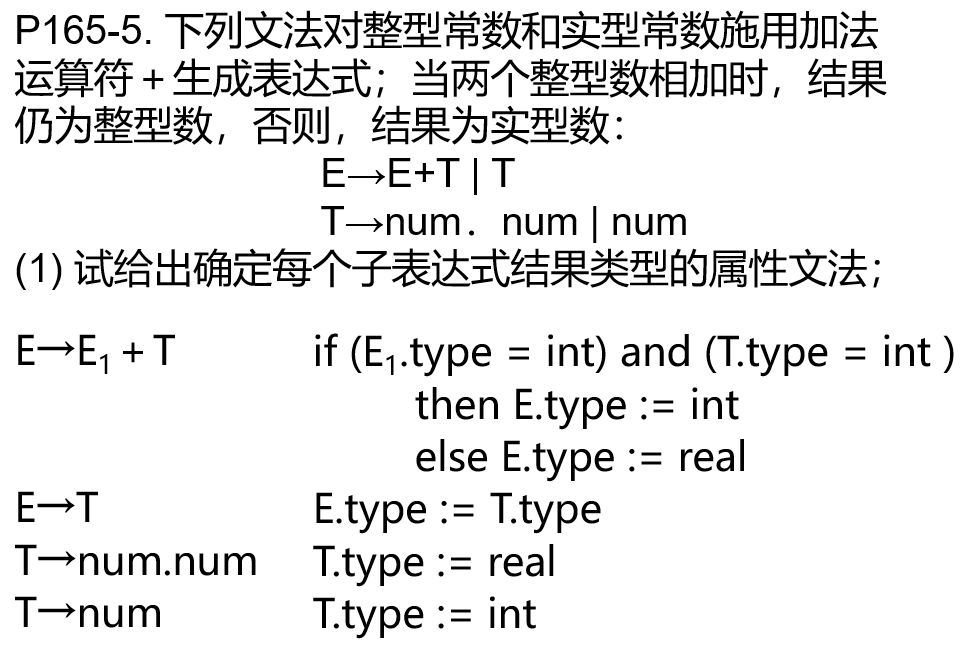 P165-5. 下列文法对整型常数和实型常数施用加法
运算符 + 生成表达式；当两个整型数相加时，结果
仍为整型数，否则，结果为实型数：
E→E+T | T
T→num．num | num
(1) 试给出确定每个子表达式结果类型的属性文法；
E→E₁ + T if (E₁.type = int) and (T.type = int )
then E.type := int
else E.type := real
E→T E.type := T.type
T→num.num T.type := real
T→num T.type := int